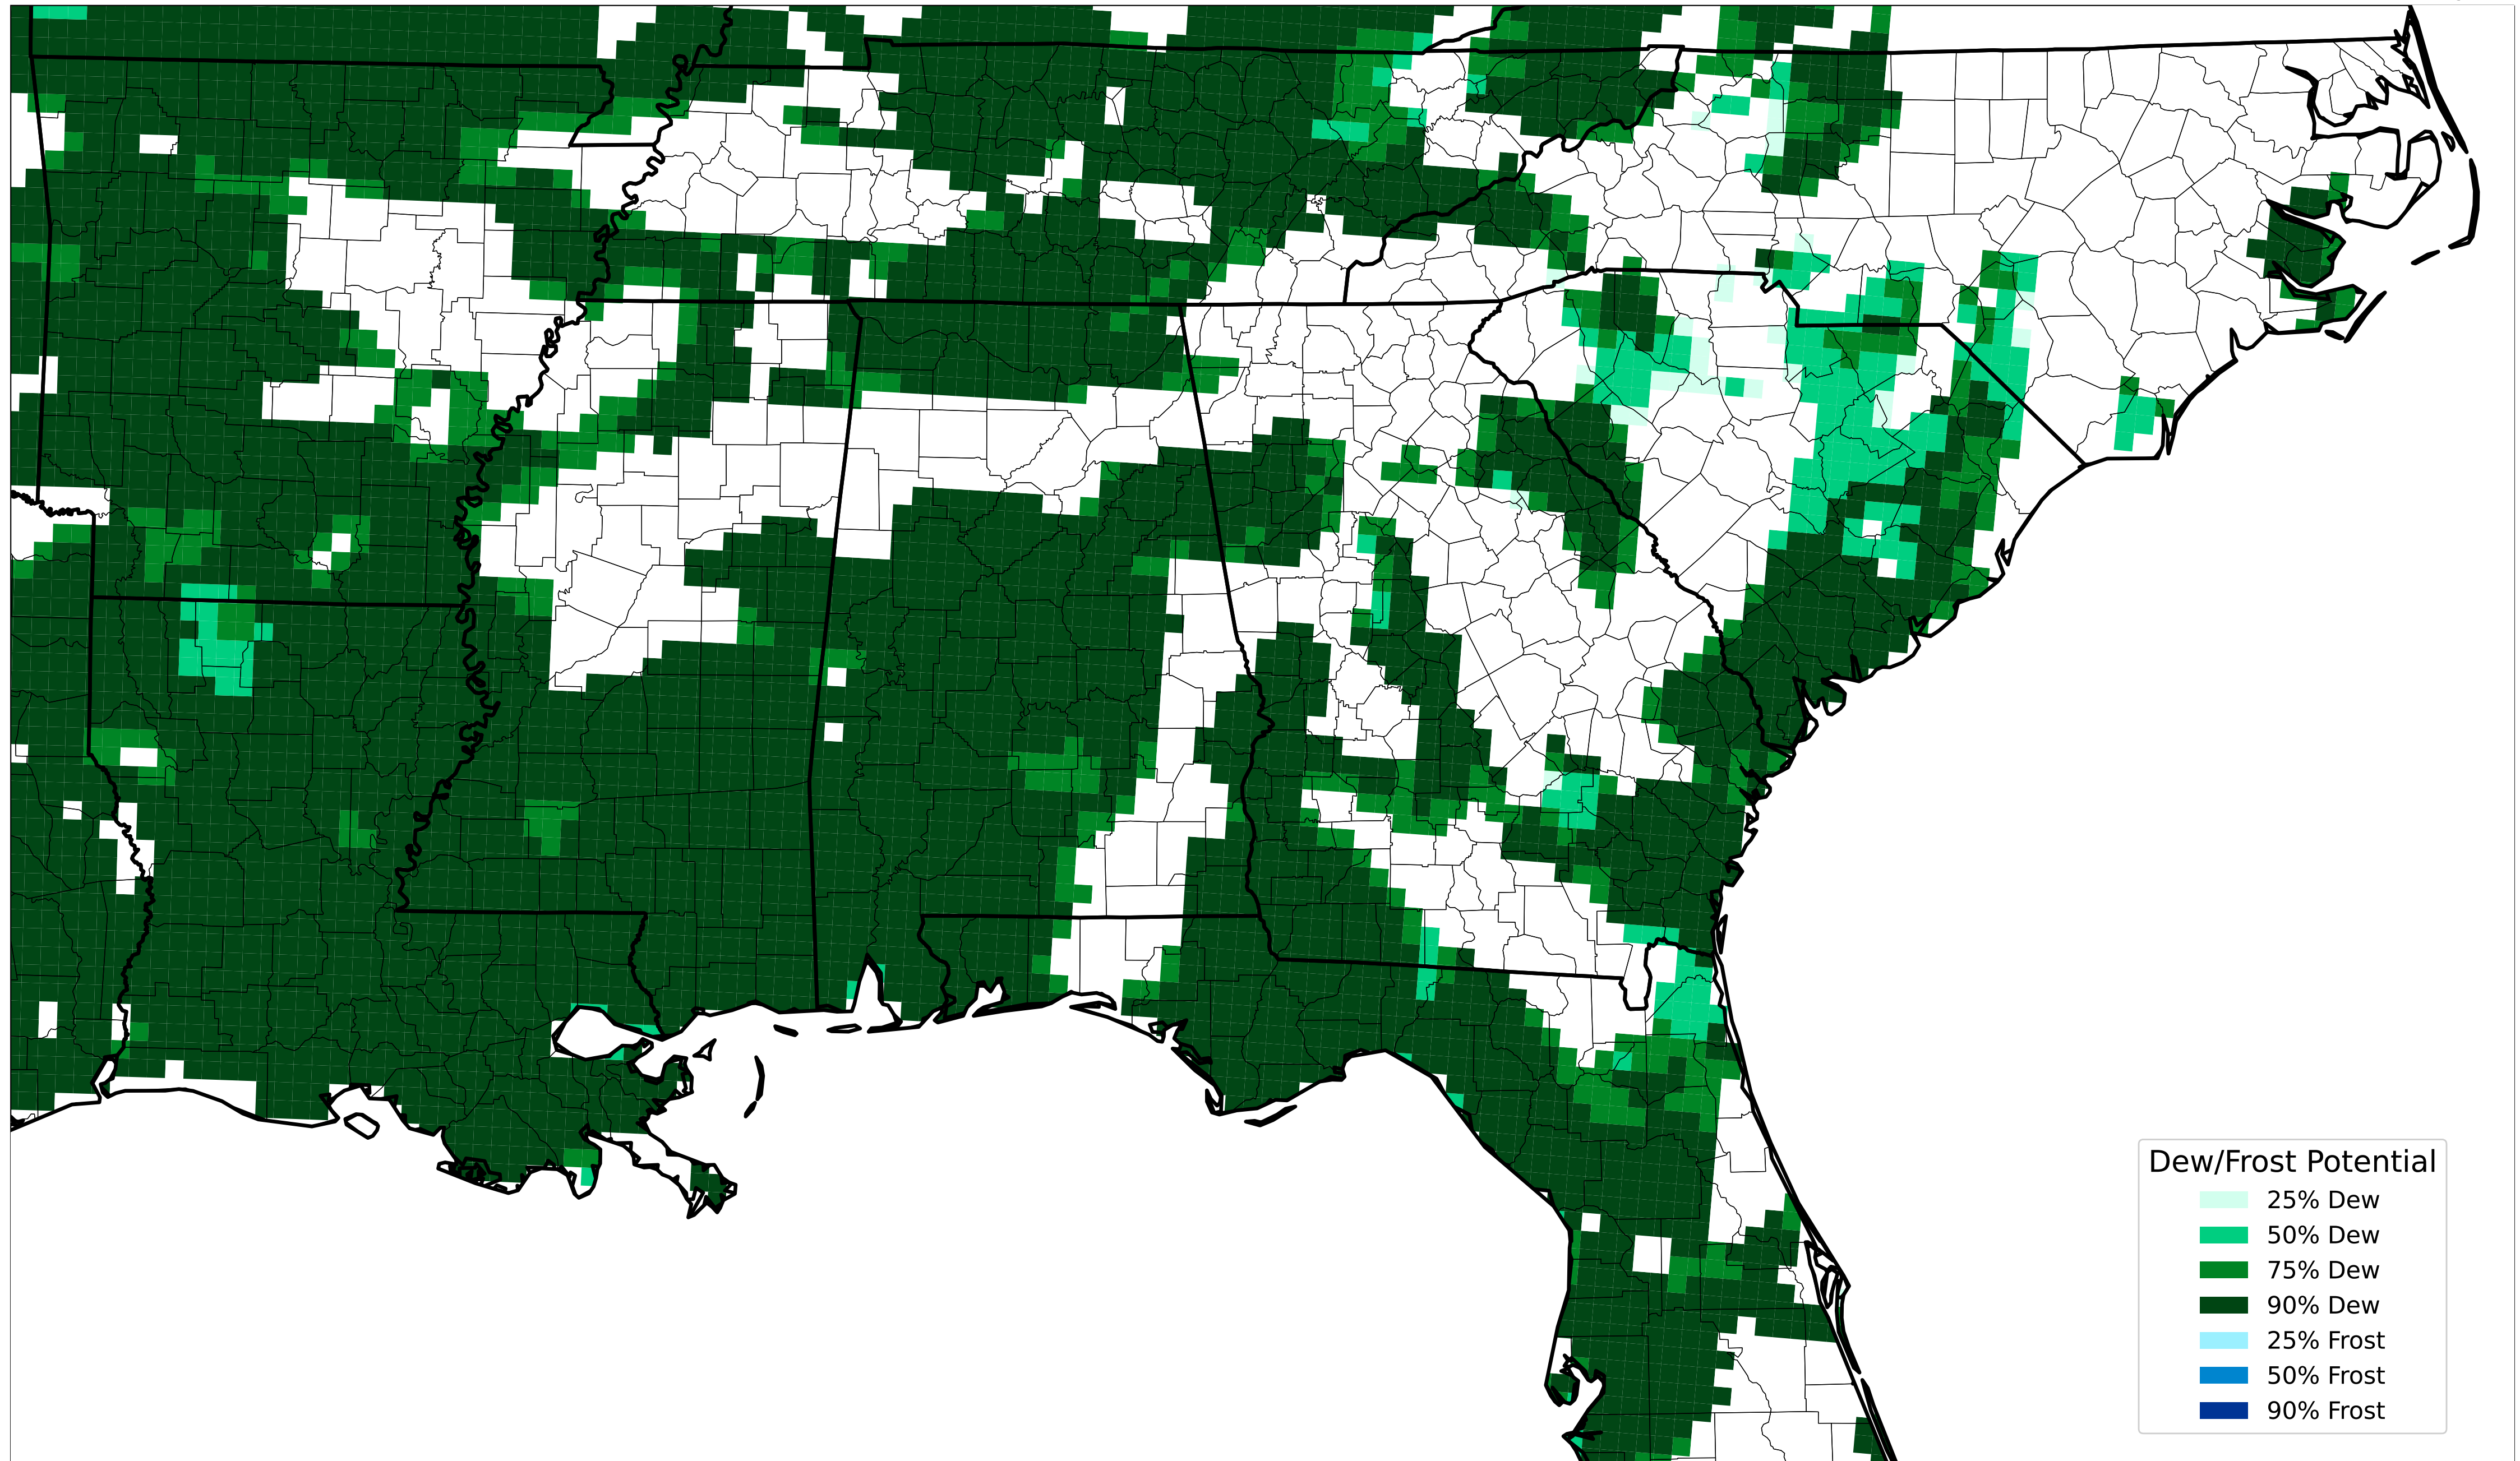 Dew/Frost Potential
25% Dew
50% Dew
75% Dew
90% Dew
25% Frost
50% Frost
90% Frost